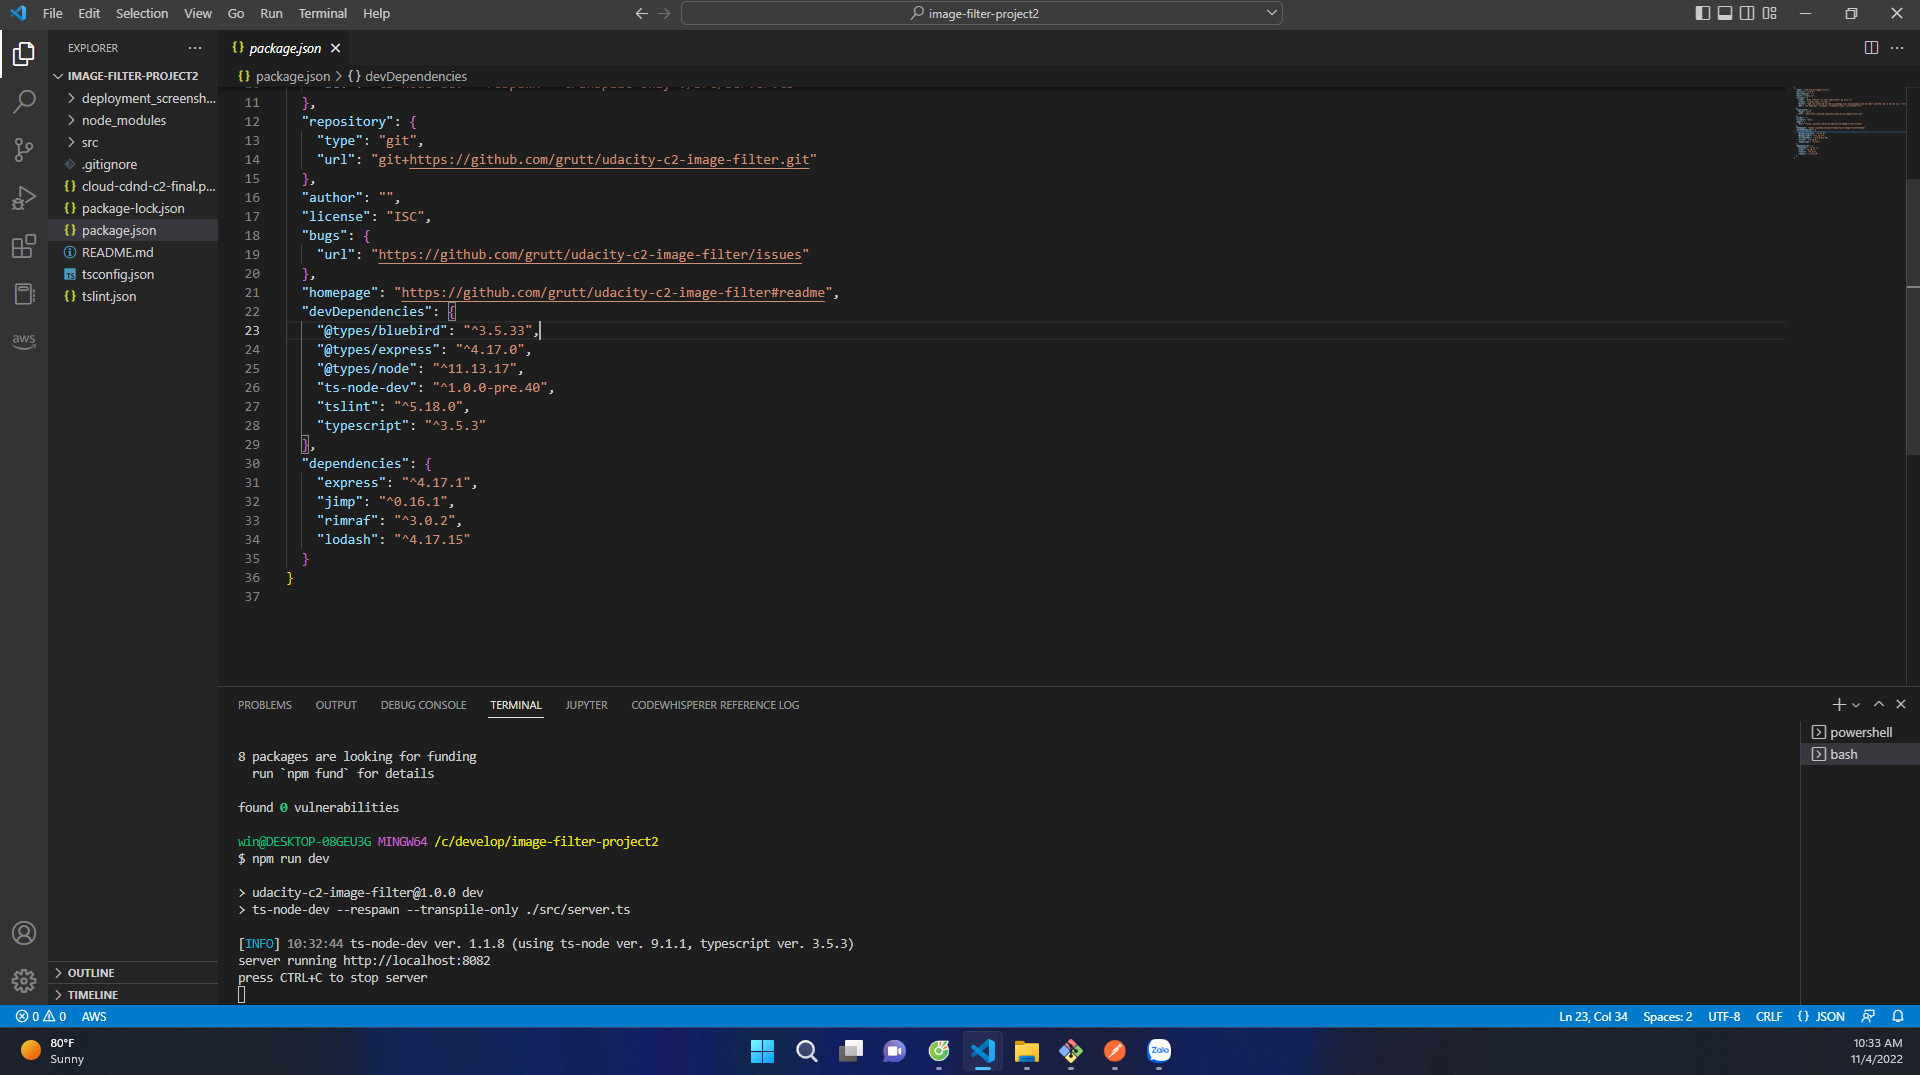 File Edit Selection View Go Run Terminal Help
image-filter-project2
EXPLORER
IMAGE-FILTER-PROJECT2
deployment_screensh...
node_modules
src
.gitignore
cloud-cdnd-c2-final.p...
package-lock.json
package.json
README.md
tsconfig.json
tslint.json
aws
OUTLINE
TIMELINE
package.json
package.json > {} devDependencies
11 },
12 "repository": {
13 "type": "git",
14 "url": "git+https://github.com/grutt/udacity-c2-image-filter.git"
15 },
16 "author": "",
17 "license": "ISC",
18 "bugs": {
19 "url": "https://github.com/grutt/udacity-c2-image-filter/issues"
20 },
21 "homepage": "https://github.com/grutt/udacity-c2-image-filter#readme",
22 "devDependencies": {
23 "@types/bluebird": "^3.5.33",
24 "@types/express": "^4.17.0",
25 "@types/node": "^11.13.17",
26 "ts-node-dev": "^1.0.0-pre.40",
27 "tslint": "^5.18.0",
28 "typescript": "^3.5.3"
29 },
30 "dependencies": {
31 "express": "^4.17.1",
32 "jimp": "^0.16.1",
33 "rimraf": "^3.0.2",
34 "lodash": "^4.17.15"
35 }
36 }
37
PROBLEMS OUTPUT DEBUG CONSOLE TERMINAL JUPYTER CODEWHISPERER REFERENCE LOG
powershell
bash
8 packages are looking for funding
run `npm fund` for details
found 0 vulnerabilities
win@DESKTOP-08GEU3G MINGW64 /c/develop/image-filter-project2
$ npm run dev
> udacity-c2-image-filter@1.0.0 dev
> ts-node-dev --respawn --transpile-only ./src/server.ts
[INFO] 10:32:44 ts-node-dev ver. 1.1.8 (using ts-node ver. 9.1.1, typescript ver. 3.5.3)
server running http://localhost:8082
press CTRL+C to stop server
0 0 AWS
Ln 23, Col 34 Spaces: 2 UTF-8 CRLF {} JSON
80°F
Sunny
Zalo
10:33 AM
11/4/2022